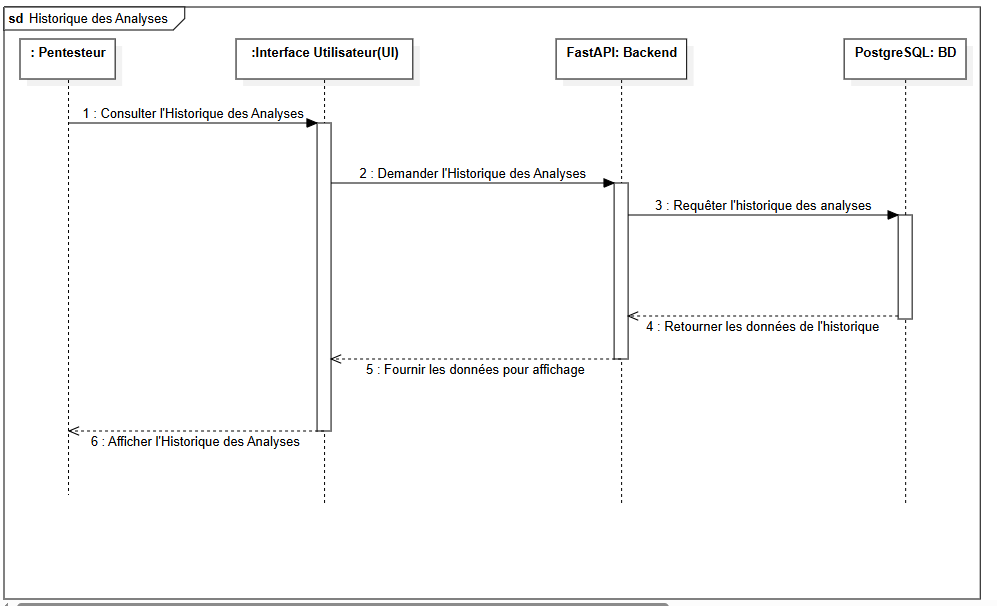 sd Historique des Analyses
: Pentesteur
:Interface Utilisateur(UI)
FastAPI: Backend
PostgreSQL: BD
1 : Consulter l'Historique des Analyses
2 : Demander l'Historique des Analyses
3 : Requêter l'historique des analyses
4 : Retourner les données de l'historique
5 : Fournir les données pour affichage
6 : Afficher l'Historique des Analyses